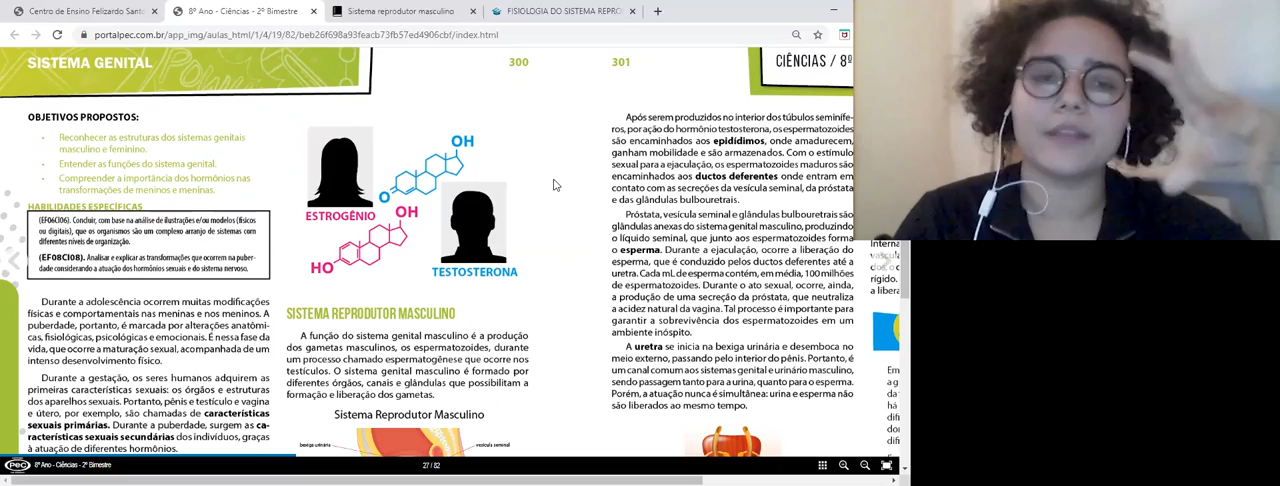 Centro de Ensino Felizardo Santa
8º Ano - Ciências - 2º Bimestre
Sistema reprodutor masculino
FISIOLOGIA DO SISTEMA REPRO
portalpec.com.br/app_img/aulas_html/1/4/19/82/beb26f698a93feacb73fb57ed4906cbf/index.html
SISTEMA GENITAL
300
301
CIÊNCIAS / 8º
OBJETIVOS PROPOSTOS:
• Reconhecer as estruturas dos sistemas genitais
masculino e feminino.
• Entender as funções do sistema genital.
• Compreender a importância dos hormônios nas
transformações de meninos e meninas.
HABILIDADES ESPECÍFICAS
(EF06CI06). Concluir, com base na análise de ilustrações e/ou modelos (físicos
ou digitais), que os organismos são um complexo arranjo de sistemas com
diferentes níveis de organização.
(EF08CI08). Analisar e explicar as transformações que ocorrem na puber-
dade considerando a atuação dos hormônios sexuais e do sistema nervoso.
Durante a adolescência ocorrem muitas modificações
físicas e comportamentais nas meninas e nos meninos. A
puberdade, portanto, é marcada por alterações anatômi-
cas, fisiológicas, psicológicas e emocionais. É nessa fase da
vida, que ocorre a maturação sexual, acompanhada de um
intenso desenvolvimento físico.
Durante a gestação, os seres humanos adquirem as
primeiras características sexuais: os órgãos e estruturas
dos aparelhos sexuais. Portanto, pênis e testículo e vagina
e útero, por exemplo, são chamadas de características
sexuais primárias. Durante a puberdade, surgem as ca-
racterísticas sexuais secundárias dos indivíduos, graças
à atuação de diferentes hormônios.
OH
O
ESTROGÊNIO
OH
HO
TESTOSTERONA
SISTEMA REPRODUTOR MASCULINO
A função do sistema genital masculino é a produção
dos gametas masculinos, os espermatozoides, durante
um processo chamado espermatogênese que ocorre nos
testículos. O sistema genital masculino é formado por
diferentes órgãos, canais e glândulas que possibilitam a
formação e liberação dos gametas.
Sistema Reprodutor Masculino
bexiga urinária
vesícula seminal
Após serem produzidos no interior dos túbulos seminífe-
ros, por ação do hormônio testosterona, os espermatozoides
são encaminhados aos epidídimos, onde amadurecem,
ganham mobilidade e são armazenados. Com o estímulo
sexual para a ejaculação, os espermatozoides maduros são
encaminhados aos ductos deferentes onde entram em
contato com as secreções da vesícula seminal, da próstata
e das glândulas bulbouretrais.
Próstata, vesícula seminal e glândulas bulbouretrais são
glândulas anexas do sistema genital masculino, produzindo
o líquido seminal, que junto aos espermatozoides forma
o esperma. Durante a ejaculação, ocorre a liberação do
esperma, que é conduzido pelos ductos deferentes até a
uretra. Cada mL de esperma contém, em média, 100 milhões
de espermatozoides. Durante o ato sexual, ocorre, ainda,
a produção de uma secreção da próstata, que neutraliza
a acidez natural da vagina. Tal processo é importante para
garantir a sobrevivência dos espermatozoides em um
ambiente inóspito.
A uretra se inicia na bexiga urinária e desemboca no
meio externo, passando pelo interior do pênis. Portanto, é
um canal comum aos sistemas genital e urinário masculino,
sendo passagem tanto para a urina, quanto para o esperma.
Porém, a atuação nunca é simultânea: urina e esperma não
são liberados ao mesmo tempo.
interna
vascula
rígido.
a libera
Em
a g
da
há
dif
difi
PEC
8º Ano - Ciências - 2º Bimestre
27 / 82